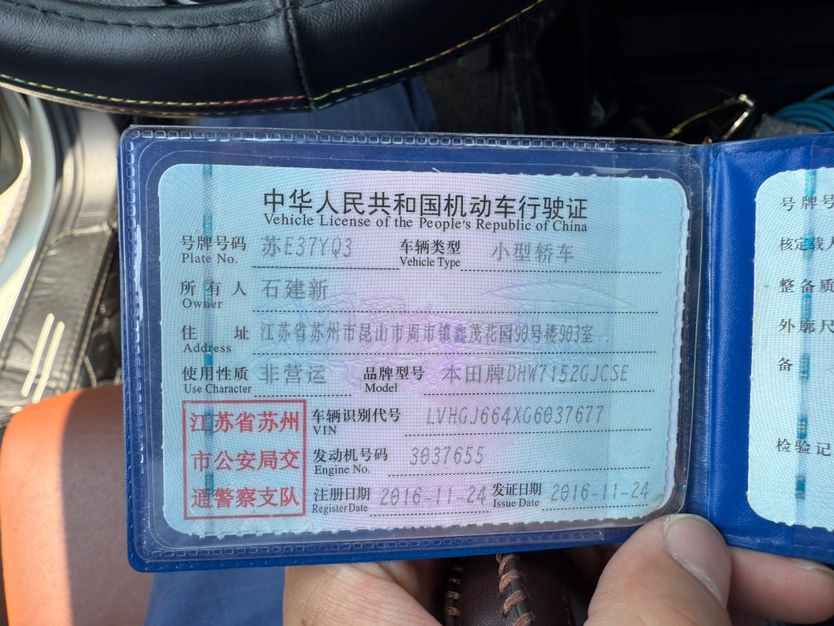 中华人民共和国机动车行驶证
Vehicle License of the People's Republic of China
号牌号码 苏E37YQ3 车辆类型 小型轿车
Plate No. Vehicle Type
所有人 石建新
Owner
住址 江苏省苏州市昆山市周市镇鑫茂花园90号楼903室
Address
使用性质 非营运 品牌型号 本田牌DHW7152GJCSE
Use Character Model
江苏省苏州
市公安局交
通警察支队
车辆识别代号 LVHGJ664XG6037677
VIN
发动机号码 3037655
Engine No.
注册日期 2016-11-24 发证日期 2016-11-24
Register Date Issue Date
号牌号
核定载人
整备质
外廓尺
备
检验记